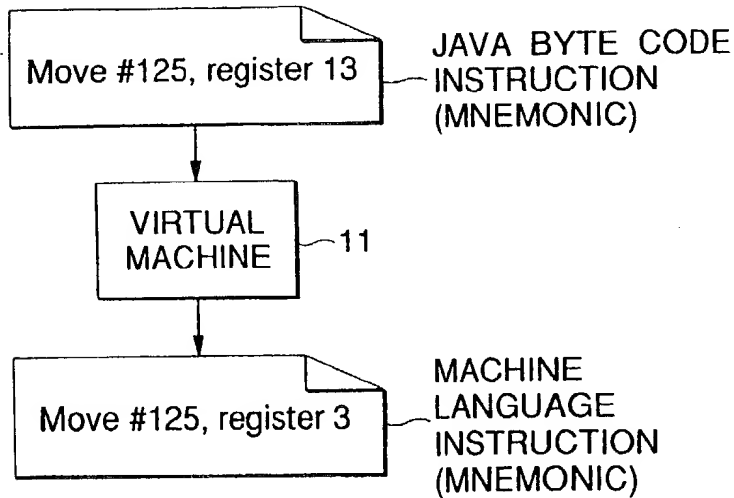 Move #125, register 13
JAVA BYTE CODE
INSTRUCTION
(MNEMONIC)
VIRTUAL
MACHINE
11
Move #125, register 3
MACHINE
LANGUAGE
INSTRUCTION
(MNEMONIC)